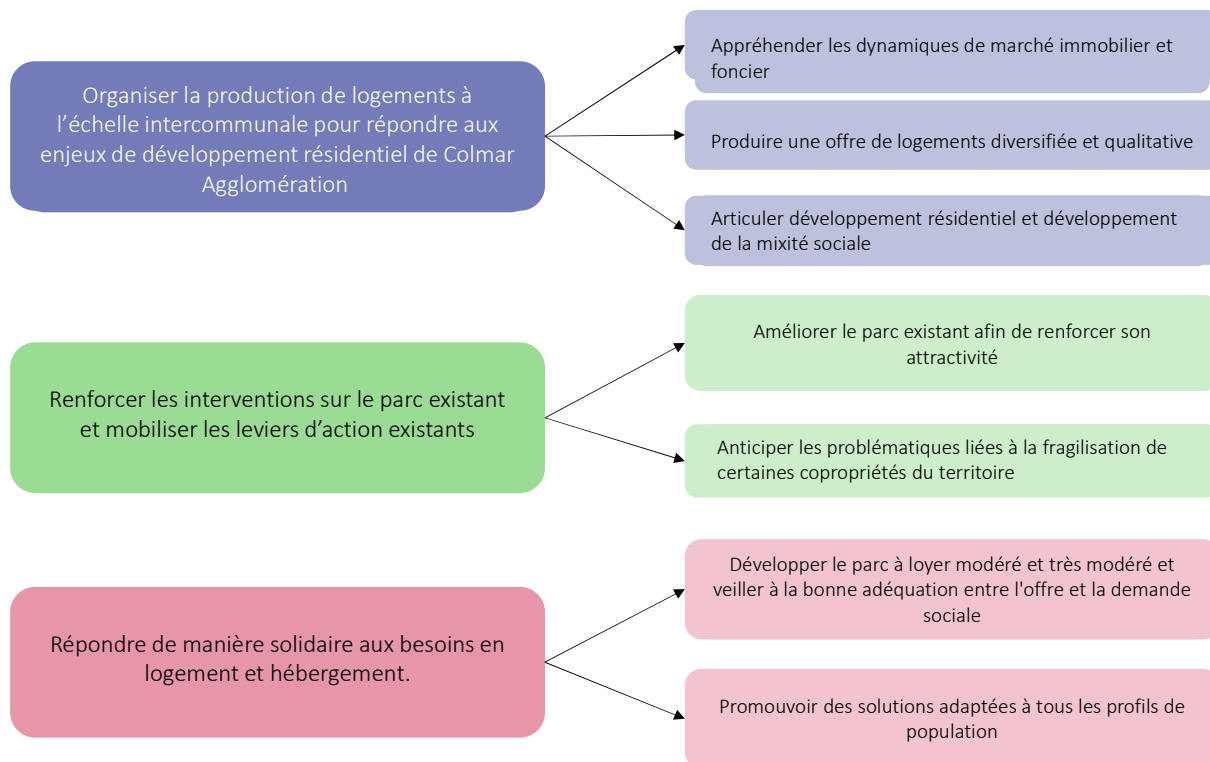 Organiser la production de logements à
l’échelle intercommunale pour répondre aux
enjeux de développement résidentiel de Colmar
Agglomération
Appréhender les dynamiques de marché immobilier et
foncier
Produire une offre de logements diversifiée et qualitative
Articuler développement résidentiel et développement
de la mixité sociale
Renforcer les interventions sur le parc existant
et mobiliser les leviers d’action existants
Améliorer le parc existant afin de renforcer son
attractivité
Anticiper les problématiques liées à la fragilisation de
certaines copropriétés du territoire
Répondre de manière solidaire aux besoins en
logement et hébergement.
Développer le parc à loyer modéré et très modéré et
veiller à la bonne adéquation entre l'offre et la demande
sociale
Promouvoir des solutions adaptées à tous les profils de
population